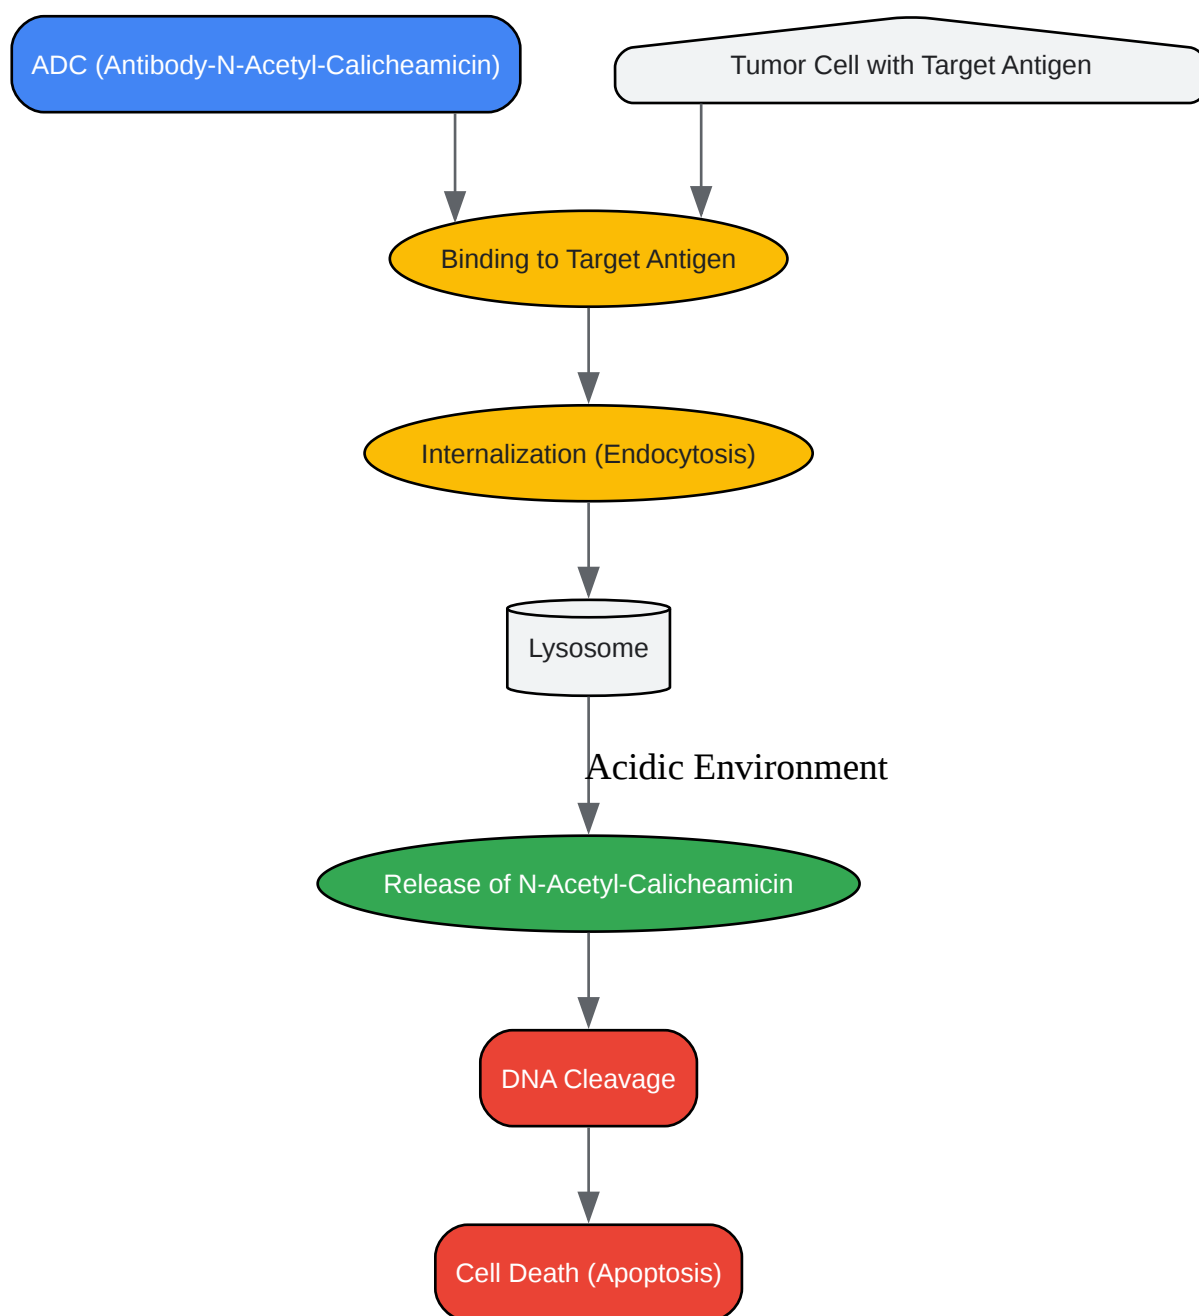 ADC (Antibody-N-Acetyl-Calicheamicin)
Tumor Cell with Target Antigen
Binding to Target Antigen
Internalization (Endocytosis)
Lysosome
Acidic Environment
Release of N-Acetyl-Calicheamicin
DNA Cleavage
Cell Death (Apoptosis)